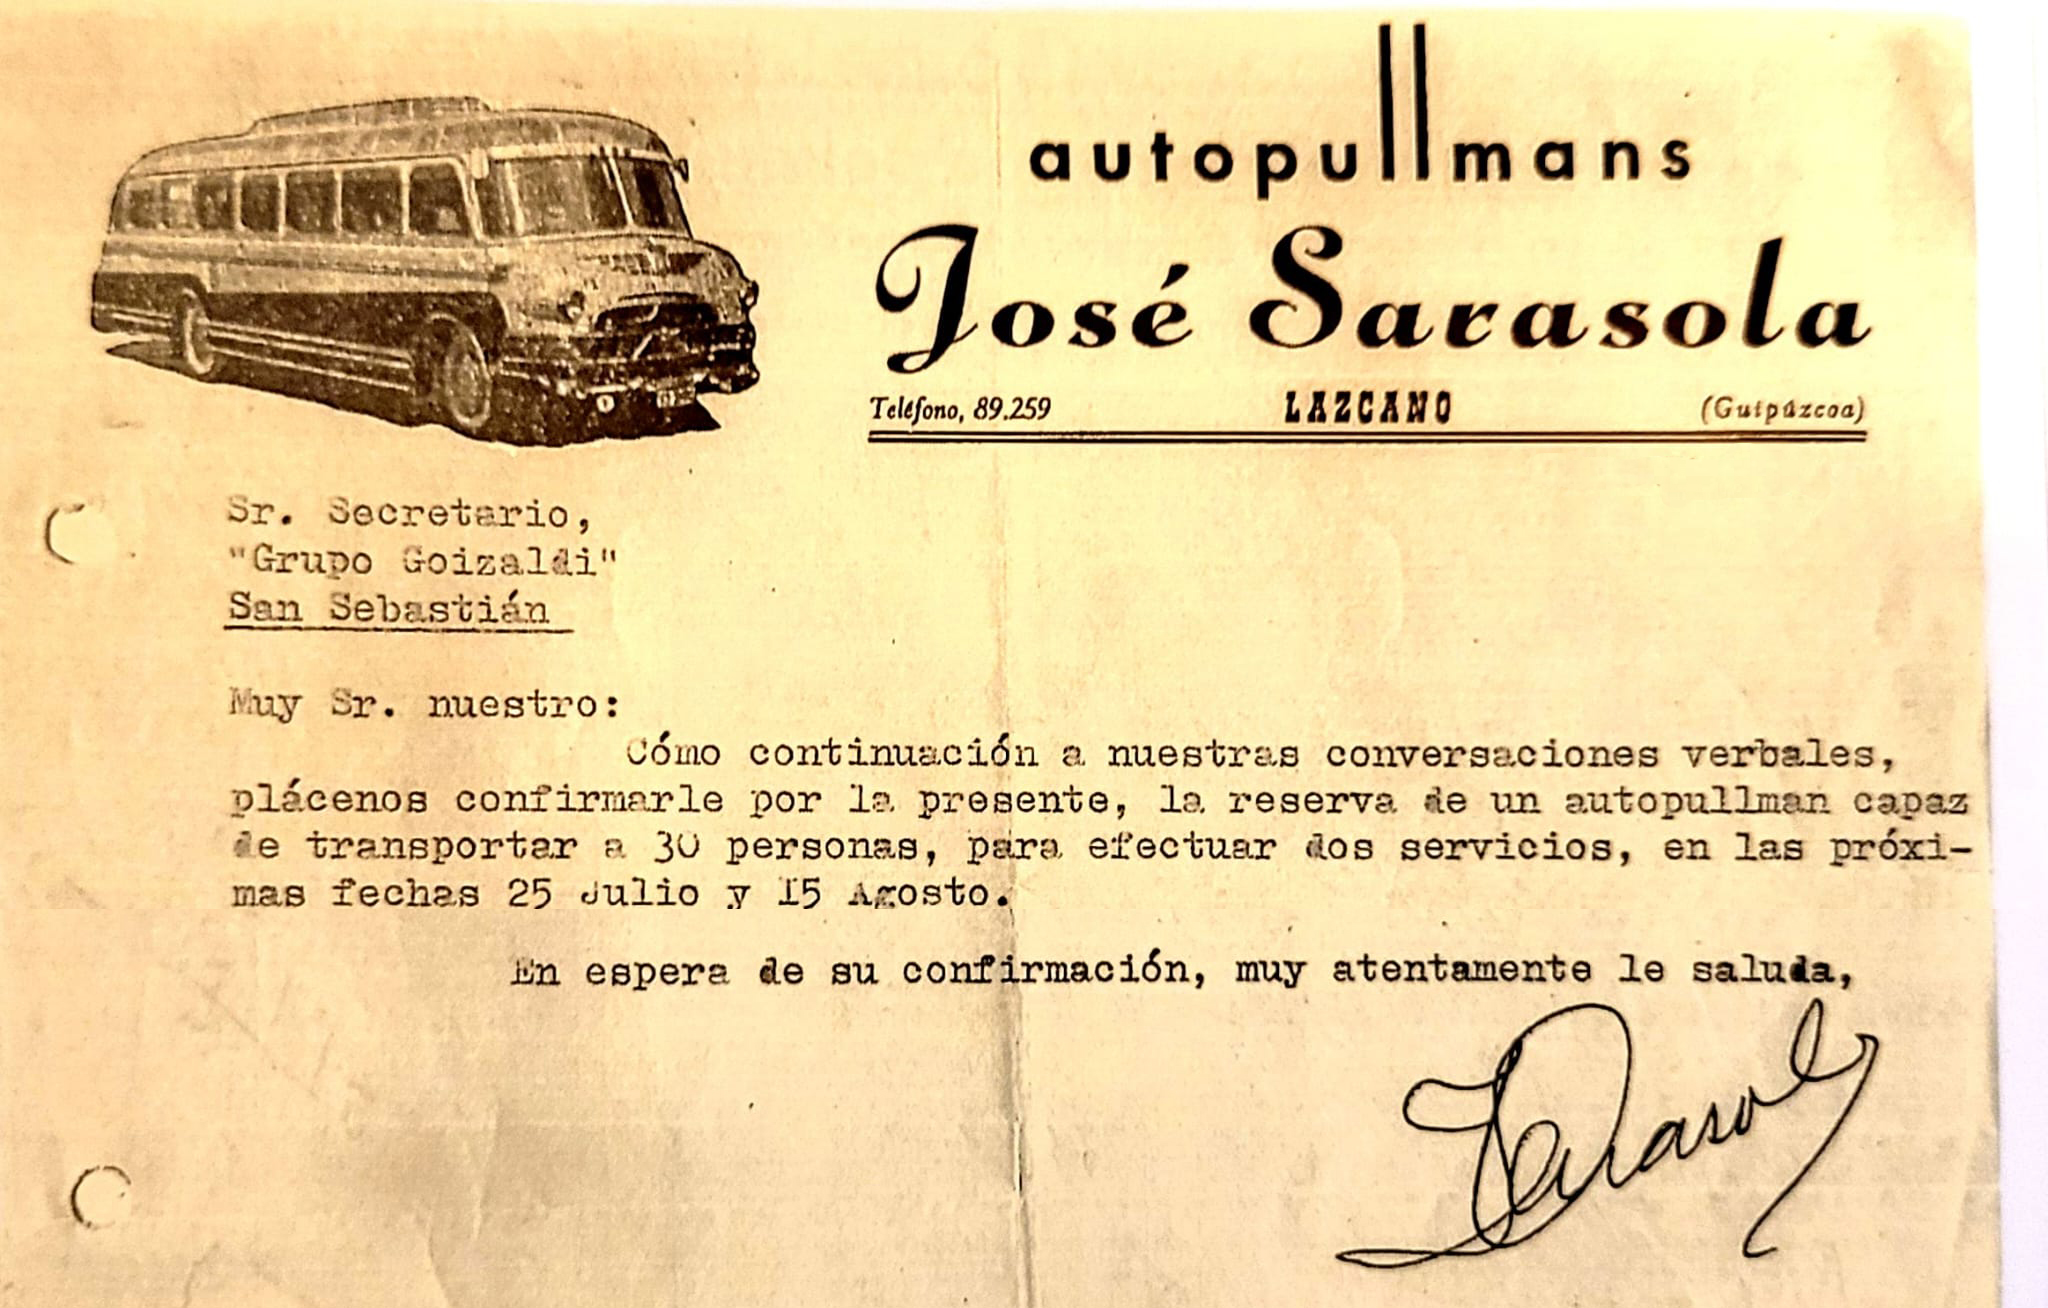 autopullmans
José Sarasola
Teléfono, 89.259 LAZCANO (Guipúzcoa)
Sr. Secretario,
"Grupo Goizaldi"
San Sebastián
Muy Sr. nuestro:
Cómo continuación a nuestras conversaciones verbales,
plácenos confirmarle por la presente, la reserva de un autopullman capaz
de transportar a 30 personas, para efectuar dos servicios, en las próxi-
mas fechas 25 Julio y 15 Agosto.
En espera de su confirmación, muy atentamente le saluda,